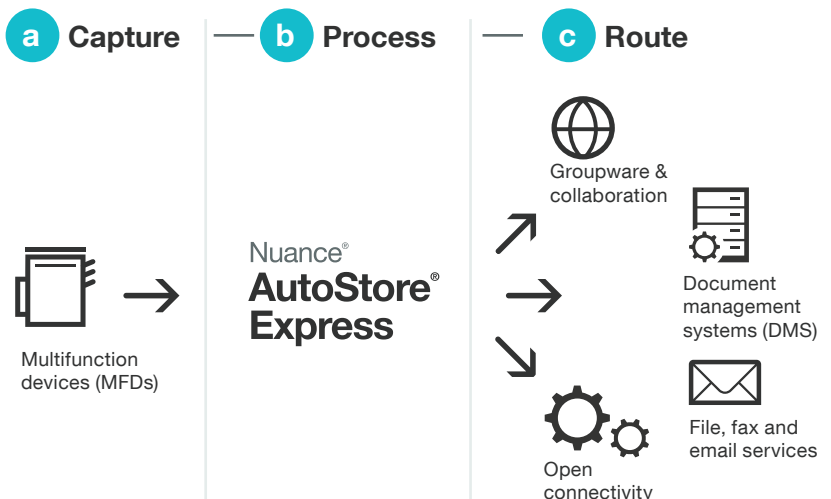 a Capture
b Process
c Route
Multifunction
devices (MFDs)
Nuance®
AutoStore®
Express
Groupware &
collaboration
Document
management
systems (DMS)
File, fax and
email services
Open
connectivity